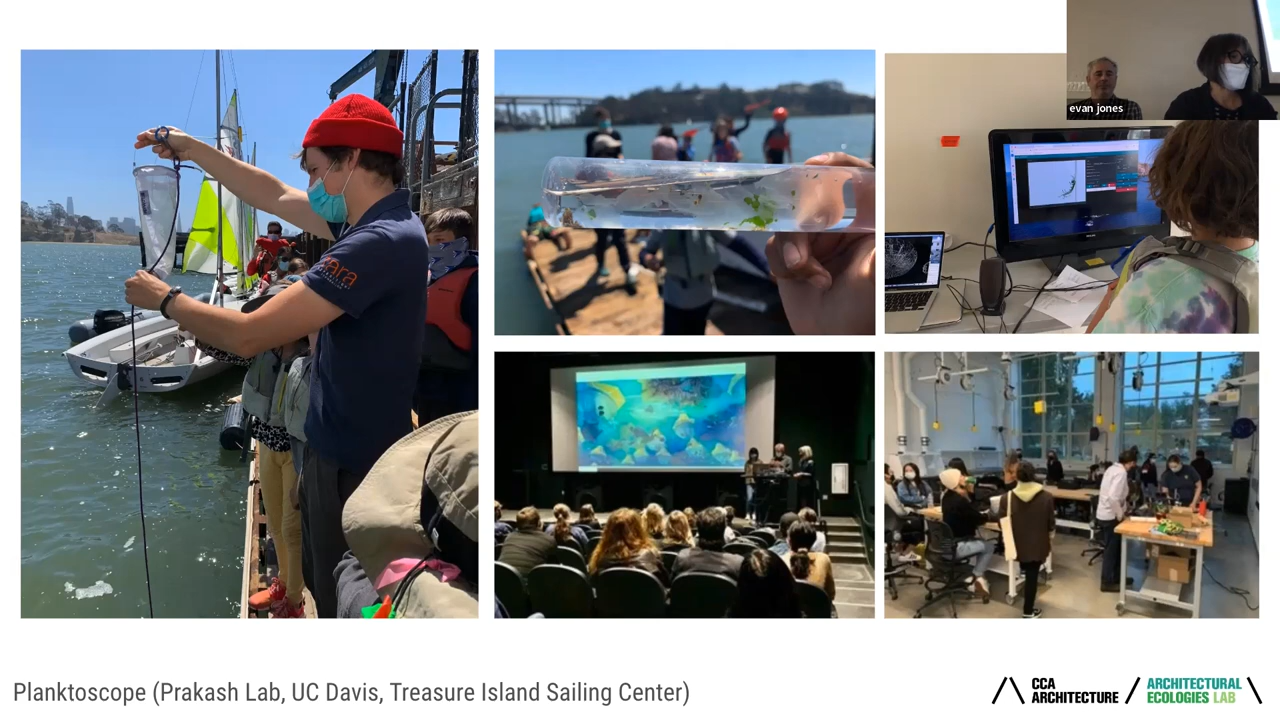 evan jones
Planktoscope (Prakash Lab, UC Davis, Treasure Island Sailing Center)
CCA
ARCHITECTURE
ARCHITECTURAL
ECOLOGIES LAB